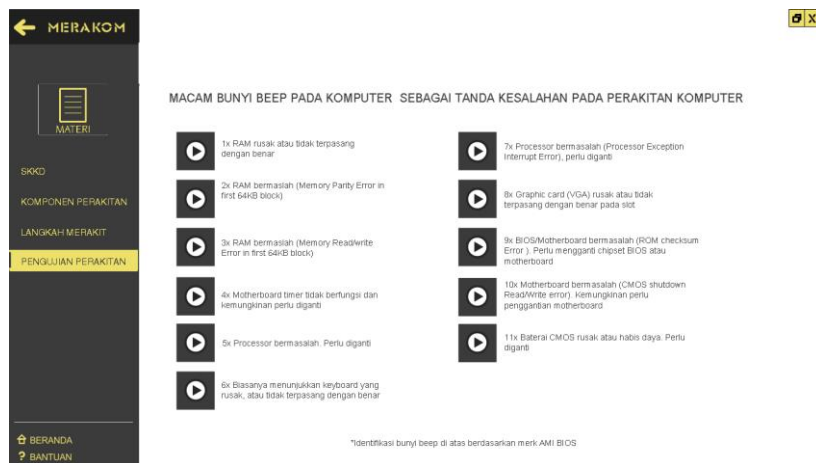 MERAKOM
X
MATERI
SKKD
KOMPONEN PERAKITAN
LANGKAH MERAKIT
PENGUJIAN PERAKITAN
BERANDA
? BANTUAN
MACAM BUNYI BEEP PADA KOMPUTER SEBAGAI TANDA KESALAHAN PADA PERAKITAN KOMPUTER
1x RAM rusak atau tidak terpasang
dengan benar
2x RAM bermaslah (Memory Parity Error in
first 64KB block)
3x RAM bermaslah (Memory Read/write
Error in first 64KB block)
4x Motherboard timer tidak berfungsi dan
kemungkinan perlu diganti
5x Processor bermasalah. Perlu diganti
6x Biasanya menunjukkan keyboard yang
rusak, atau tidak terpasang dengan benar
7x Processor bermasalah (Processor Exception
Interrupt Error), perlu diganti
8x Graphic card (VGA) rusak atau tidak
terpasang dengan benar pada slot
9x BIOS/Motherboard bermasalah (ROM checksum
Error ). Perlu mengganti chipset BIOS atau
motherboard
10x Motherboard bermasalah (CMOS shutdown
Read/Write error). Kemungkinan perlu
penggantian motherboard
11x Baterai CMOS rusak atau habis daya. Perlu
diganti
*Identifikasi bunyi beep di atas berdasarkan merk AMI BIOS